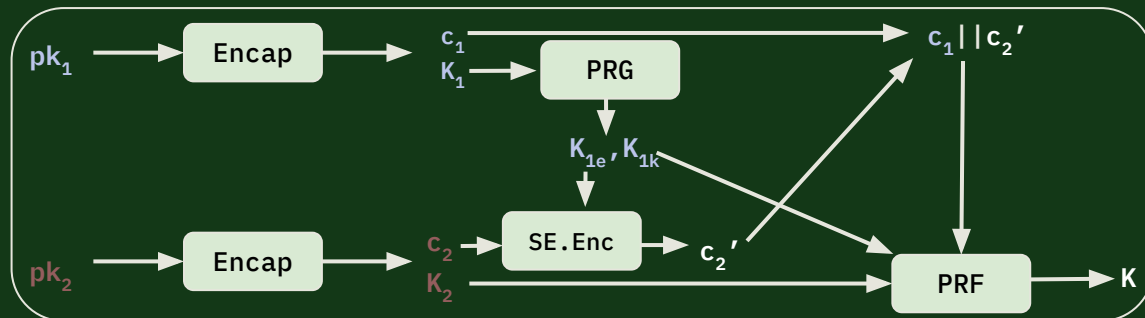 pk₁
Encap
c₁
K₁
PRG
c₁||c₂′
K₁ₑ,K₁ₖ
pk₂
Encap
c₂
K₂
SE.Enc
c₂′
PRF
K